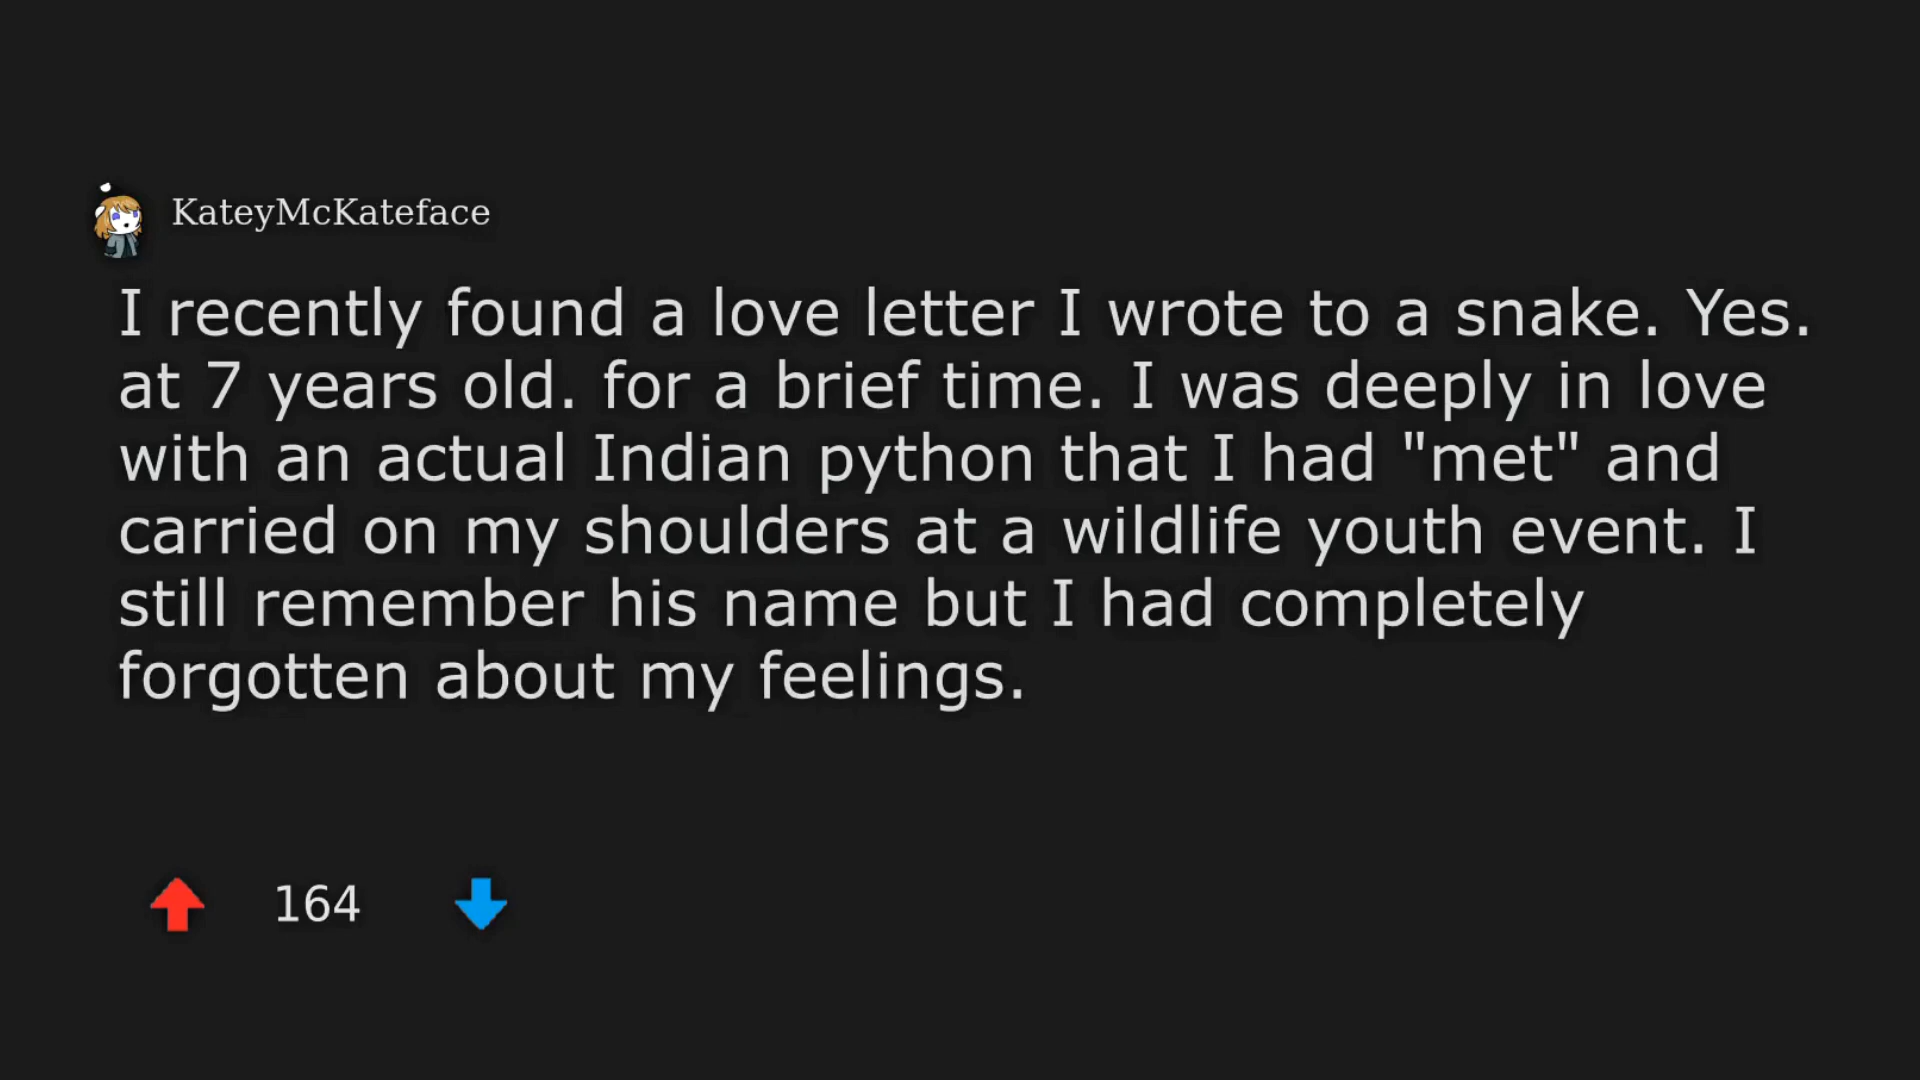 KateyMcKateface
I recently found a love letter I wrote to a snake. Yes.
at 7 years old. for a brief time. I was deeply in love
with an actual Indian python that I had "met" and
carried on my shoulders at a wildlife youth event. I
still remember his name but I had completely
forgotten about my feelings.
164